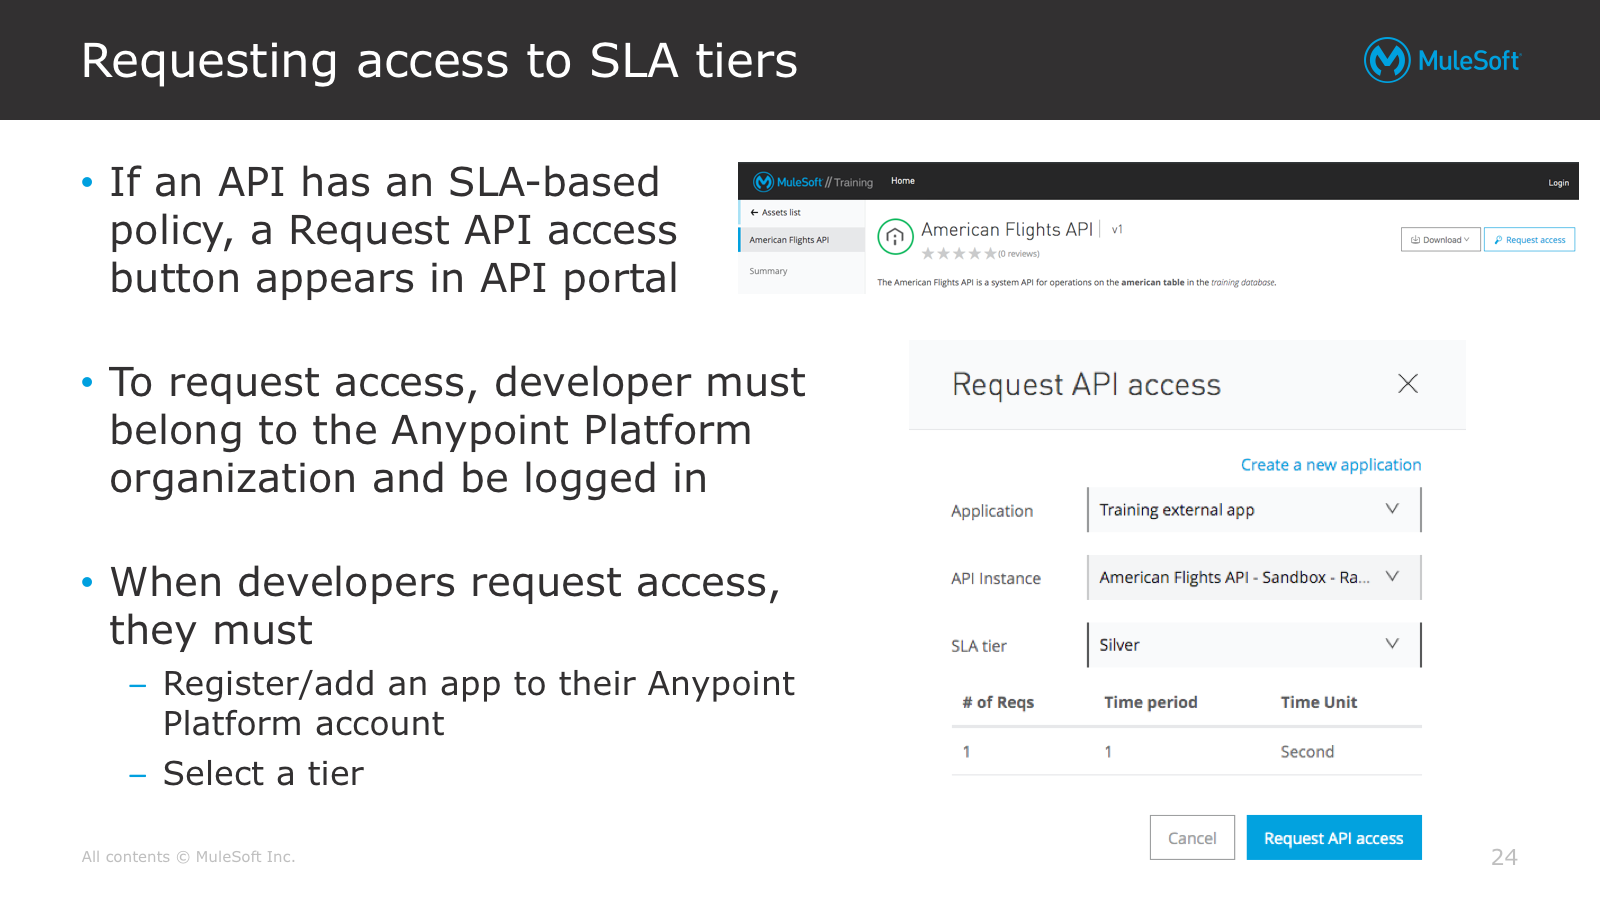 Requesting access to SLA tiers
MuleSoft
• If an API has an SLA-based
policy, a Request API access
button appears in API portal
• To request access, developer must
belong to the Anypoint Platform
organization and be logged in
• When developers request access,
they must
– Register/add an app to their Anypoint
Platform account
– Select a tier
MuleSoft // Training Home Login
← Assets list
American Flights API
Summary
American Flights API v1
(0 reviews)
Download Request access
The American Flights API is a system API for operations on the american table in the training database.
Request API access
Create a new application
Application Training external app
API Instance American Flights API - Sandbox - Ra...
SLA tier Silver
# of Reqs Time period Time Unit
1 1 Second
Cancel Request API access
All contents © MuleSoft Inc.
24